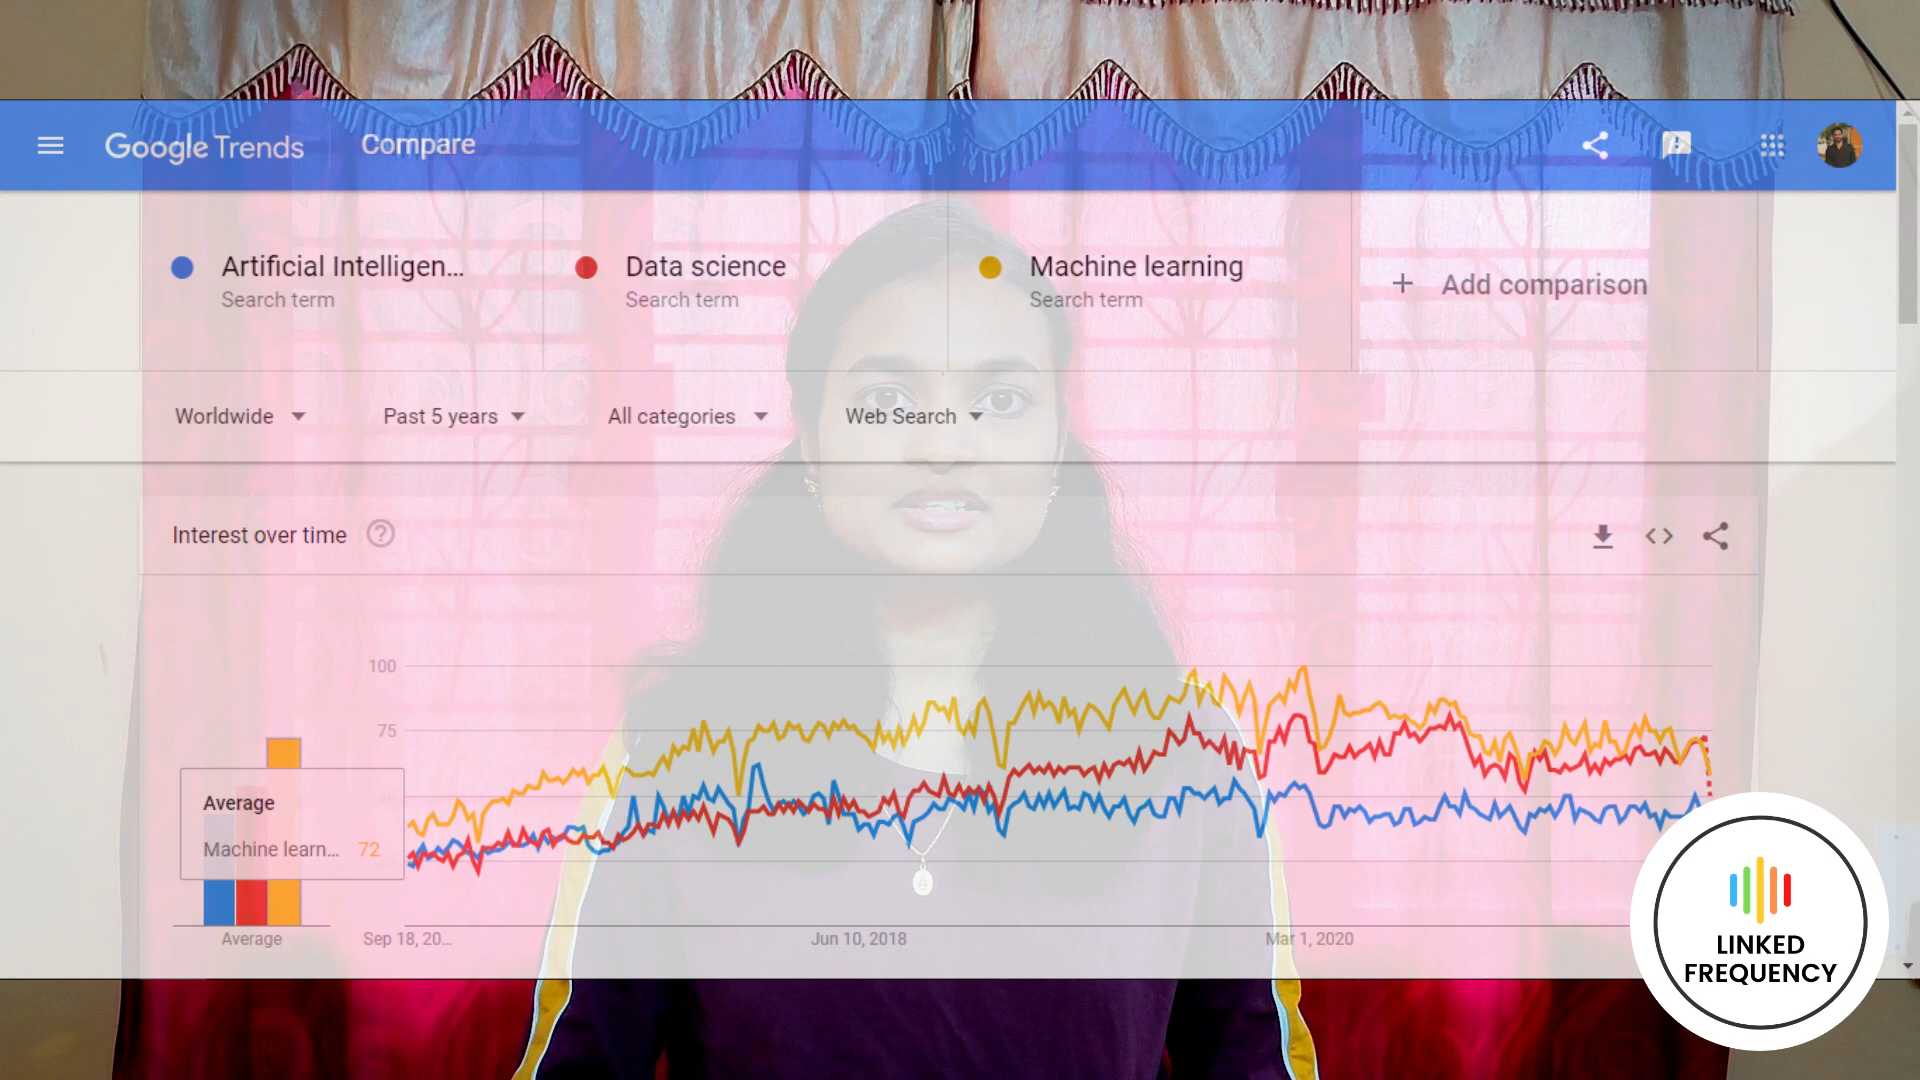 Google Trends Compare
Artificial Intelligen...
Search term
Data science
Search term
Machine learning
Search term
+ Add comparison
Worldwide
Past 5 years
All categories
Web Search
Interest over time
100
75
Average
Machine learn... 72
Average
Sep 18, 20...
Jun 10, 2018
Mar 1, 2020
LINKED
FREQUENCY